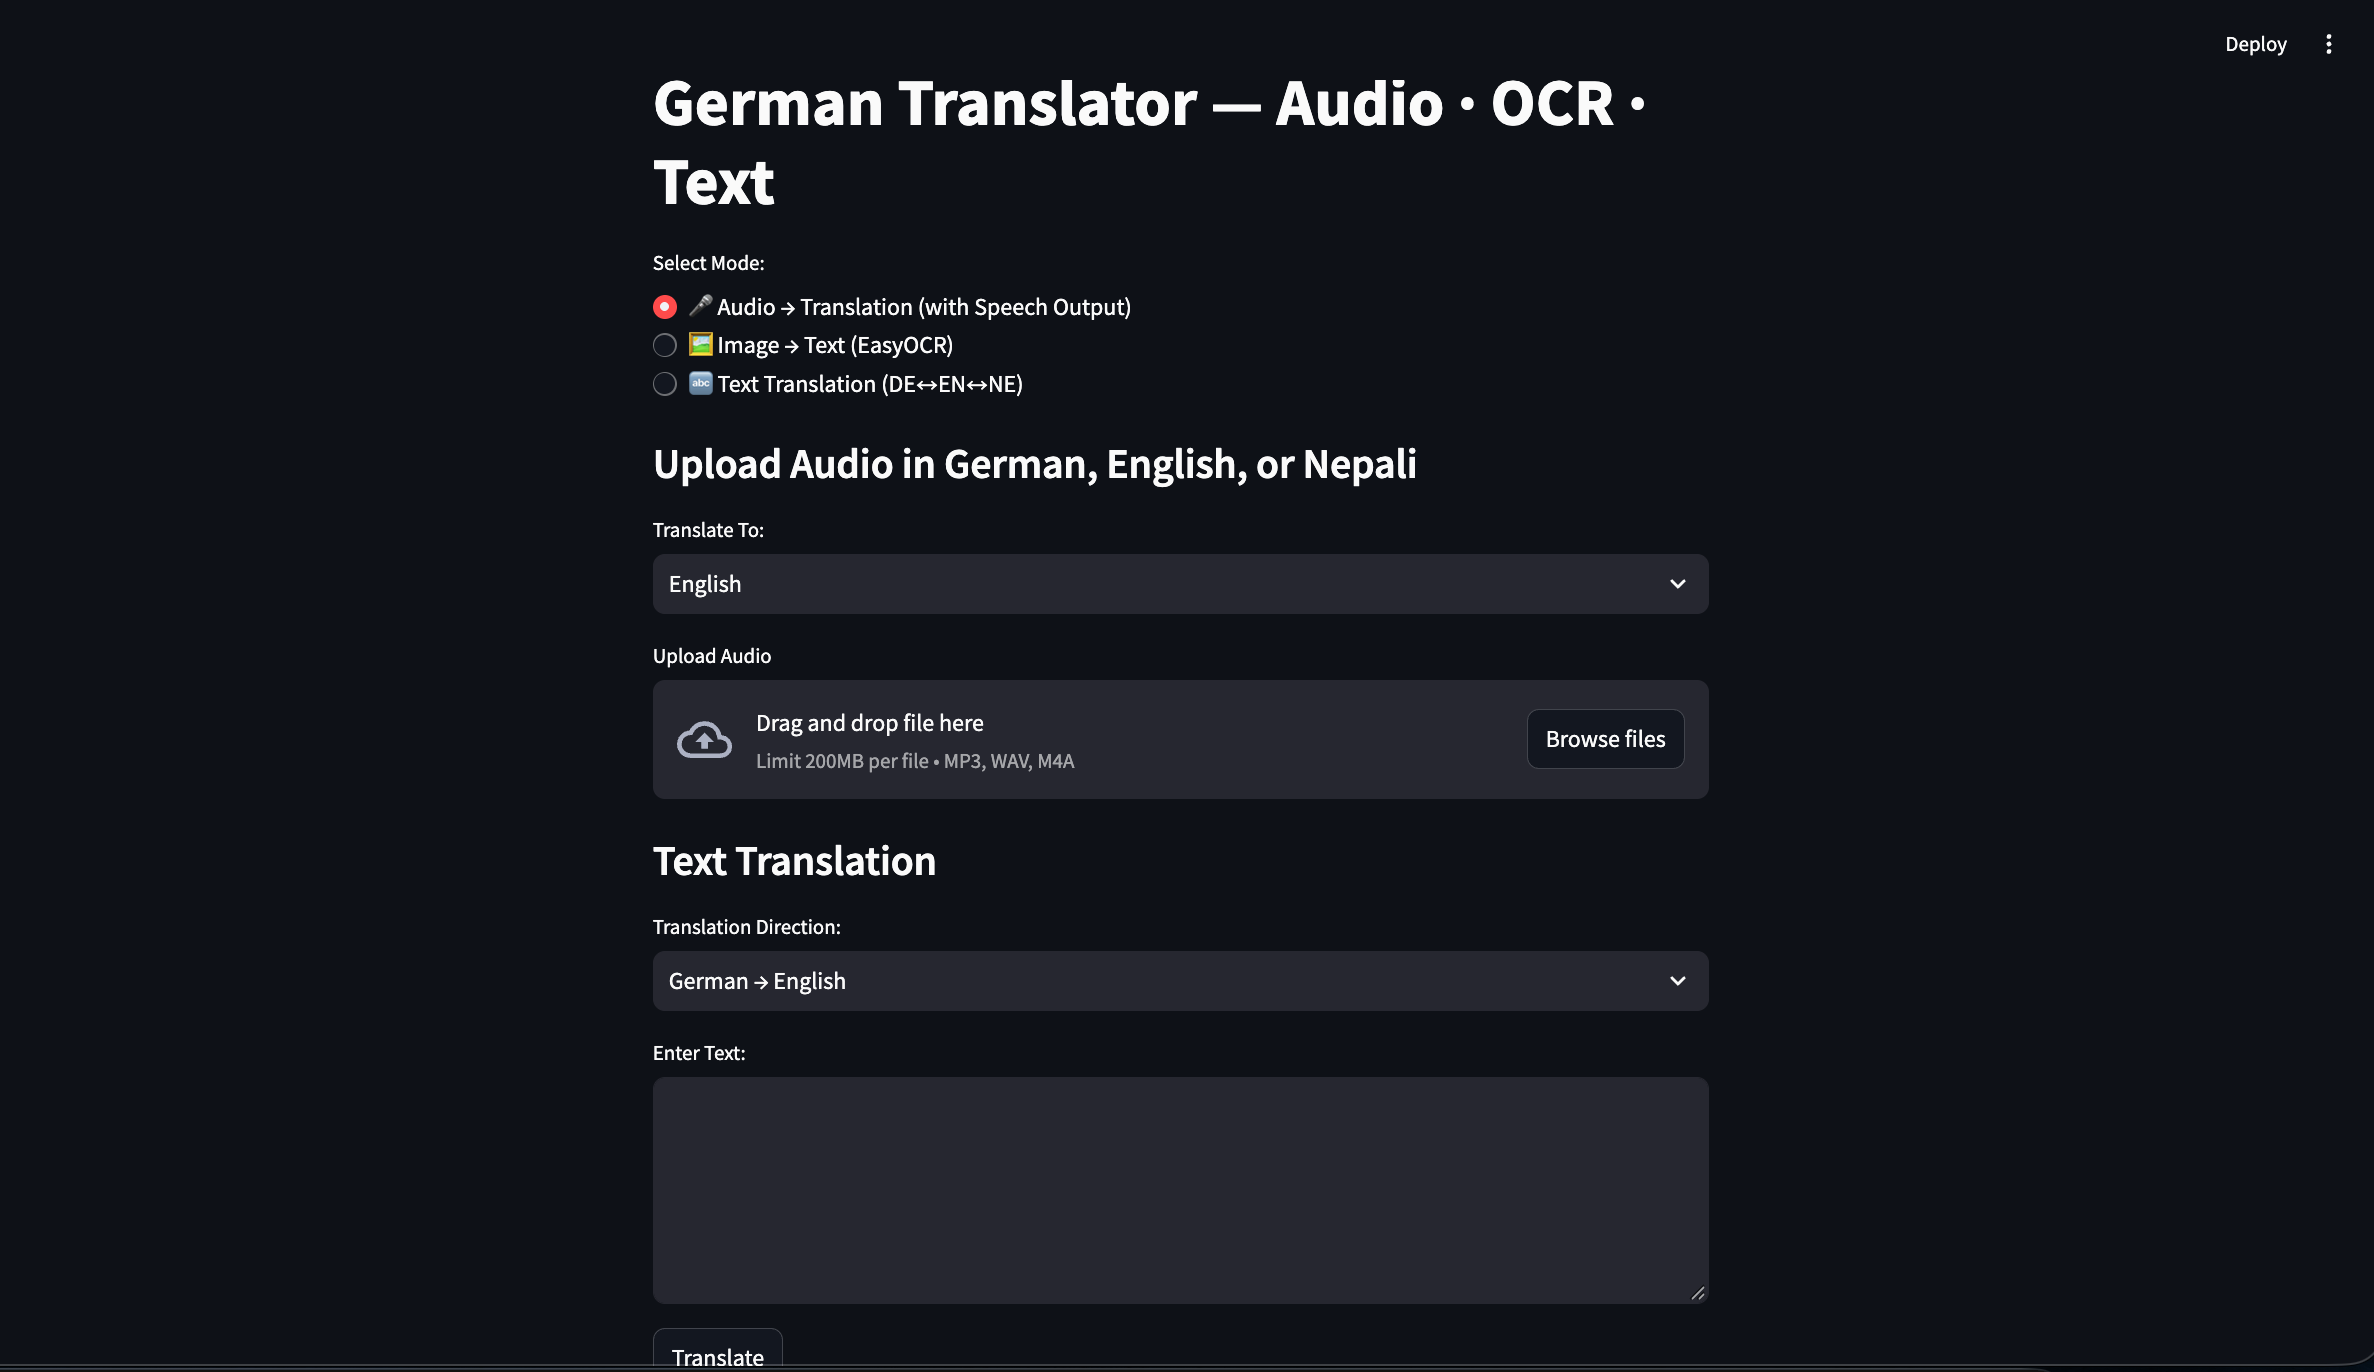 Deploy
German Translator — Audio • OCR •
Text
Select Mode:
🎤 Audio → Translation (with Speech Output)
🖼️ Image → Text (EasyOCR)
🔤 Text Translation (DE↔EN↔NE)
Upload Audio in German, English, or Nepali
Translate To:
English
Upload Audio
Drag and drop file here
Limit 200MB per file • MP3, WAV, M4A
Browse files
Text Translation
Translation Direction:
German → English
Enter Text:
Translate